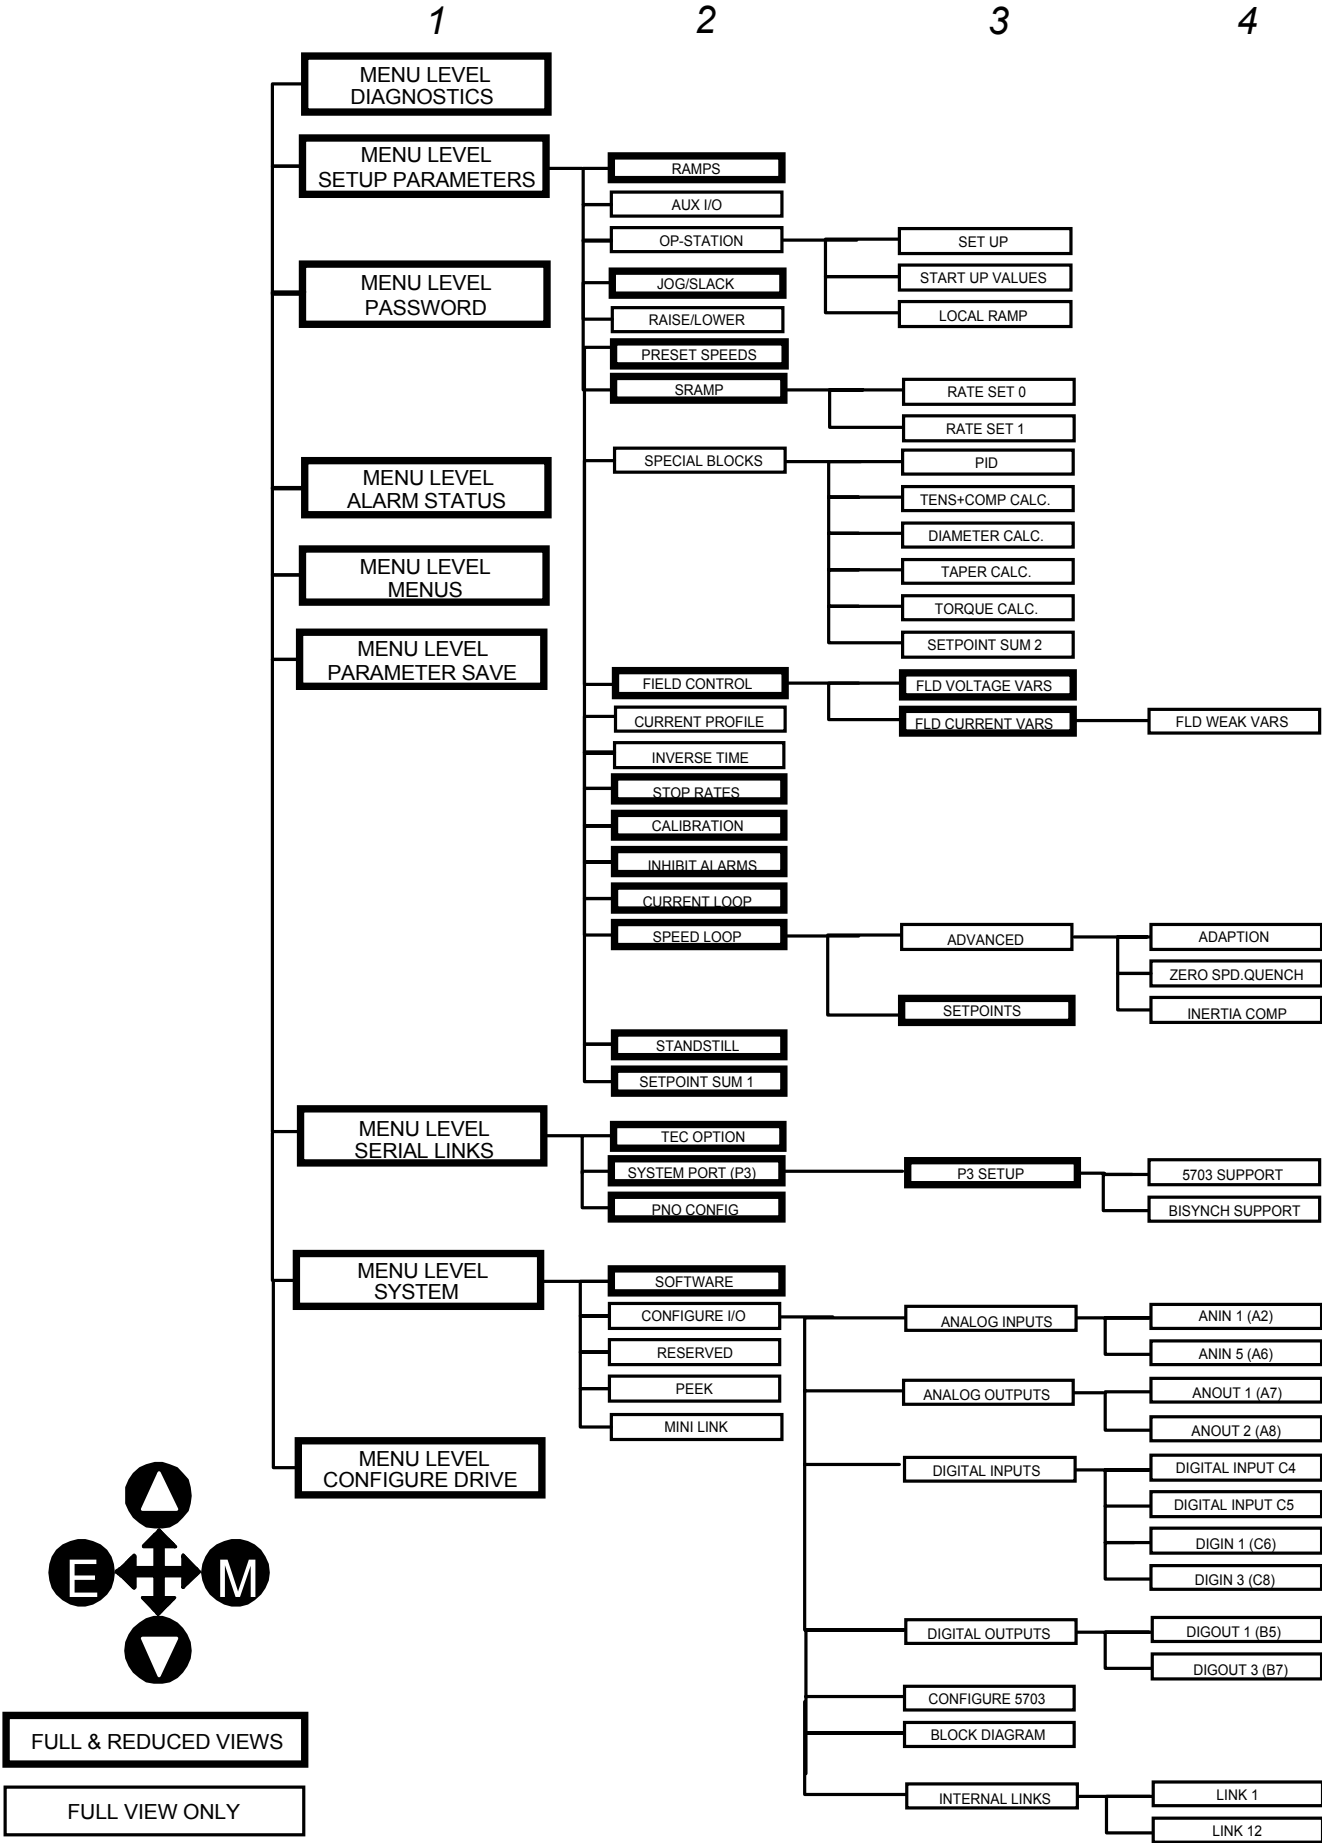 1 2 3 4
MENU LEVEL
DIAGNOSTICS
MENU LEVEL
SETUP PARAMETERS
RAMPS
AUX I/O
OP-STATION
SET UP
START UP VALUES
LOCAL RAMP
MENU LEVEL
PASSWORD
JOG/SLACK
RAISE/LOWER
PRESET SPEEDS
SRAMP
RATE SET 0
RATE SET 1
MENU LEVEL
ALARM STATUS
SPECIAL BLOCKS
PID
TENS+COMP CALC.
DIAMETER CALC.
TAPER CALC.
TORQUE CALC.
SETPOINT SUM 2
MENU LEVEL
MENUS
MENU LEVEL
PARAMETER SAVE
FIELD CONTROL
FLD VOLTAGE VARS
FLD CURRENT VARS
FLD WEAK VARS
CURRENT PROFILE
INVERSE TIME
STOP RATES
CALIBRATION
INHIBIT ALARMS
CURRENT LOOP
SPEED LOOP
ADVANCED
ADAPTION
ZERO SPD.QUENCH
INERTIA COMP
SETPOINTS
STANDSTILL
SETPOINT SUM 1
MENU LEVEL
SERIAL LINKS
TEC OPTION
SYSTEM PORT (P3)
P3 SETUP
5703 SUPPORT
BISYNCH SUPPORT
PNO CONFIG
MENU LEVEL
SYSTEM
SOFTWARE
CONFIGURE I/O
RESERVED
PEEK
MINI LINK
ANALOG INPUTS
ANIN 1 (A2)
ANIN 5 (A6)
ANALOG OUTPUTS
ANOUT 1 (A7)
ANOUT 2 (A8)
MENU LEVEL
CONFIGURE DRIVE
DIGITAL INPUTS
DIGITAL INPUT C4
DIGITAL INPUT C5
DIGIN 1 (C6)
DIGIN 3 (C8)
DIGITAL OUTPUTS
DIGOUT 1 (B5)
DIGOUT 3 (B7)
CONFIGURE 5703
BLOCK DIAGRAM
INTERNAL LINKS
LINK 1
LINK 12
E M
FULL & REDUCED VIEWS
FULL VIEW ONLY